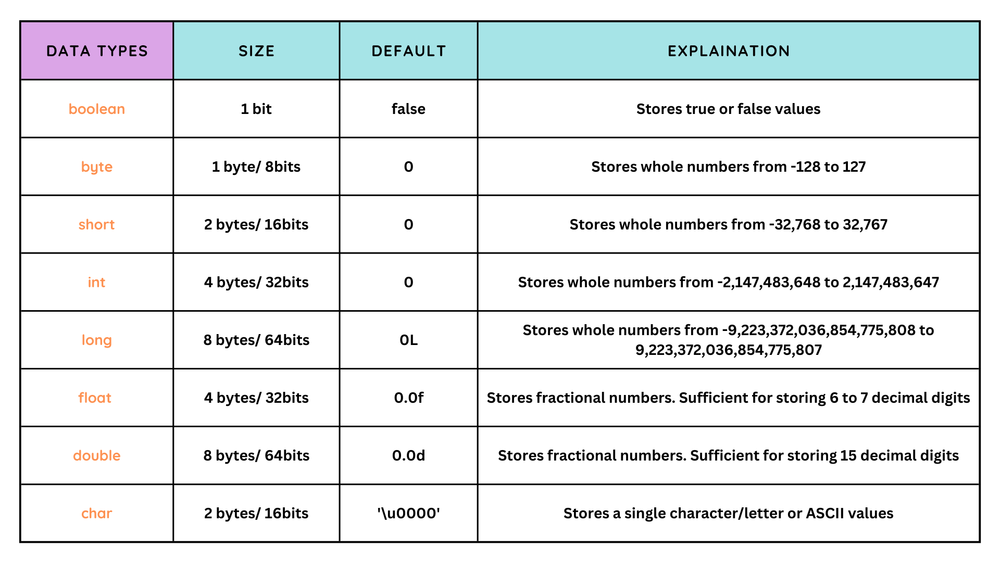 DATA TYPES SIZE DEFAULT EXPLAINATION
boolean 1 bit false Stores true or false values
byte 1 byte/ 8bits 0 Stores whole numbers from -128 to 127
short 2 bytes/ 16bits 0 Stores whole numbers from -32,768 to 32,767
int 4 bytes/ 32bits 0 Stores whole numbers from -2,147,483,648 to 2,147,483,647
long 8 bytes/ 64bits 0L Stores whole numbers from -9,223,372,036,854,775,808 to
9,223,372,036,854,775,807
float 4 bytes/ 32bits 0.0f Stores fractional numbers. Sufficient for storing 6 to 7 decimal digits
double 8 bytes/ 64bits 0.0d Stores fractional numbers. Sufficient for storing 15 decimal digits
char 2 bytes/ 16bits '\u0000' Stores a single character/letter or ASCII values